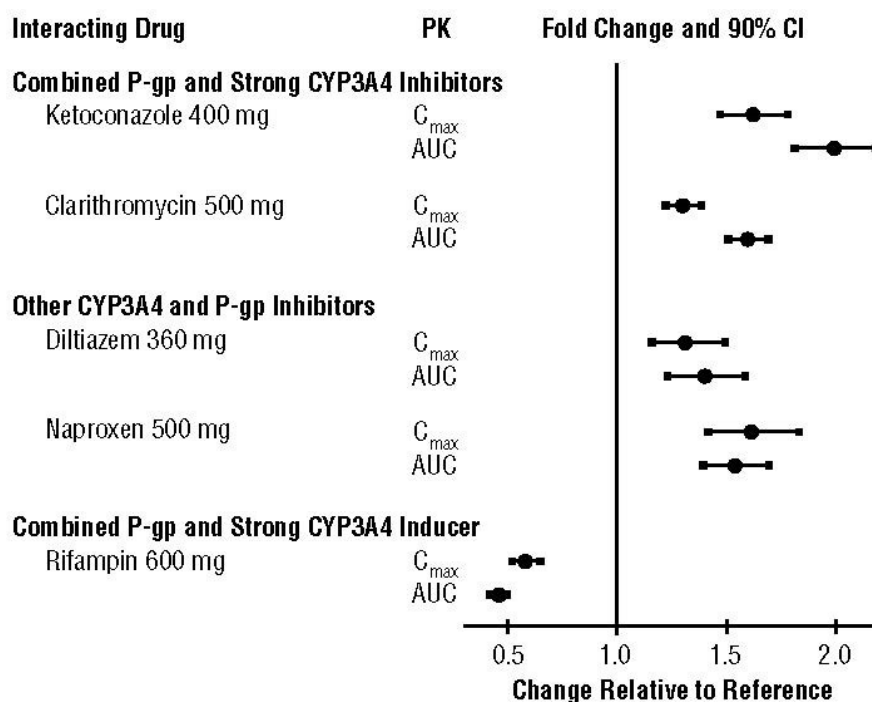 Interacting Drug PK Fold Change and 90% CI
Combined P-gp and Strong CYP3A4 Inhibitors
Ketoconazole 400 mg Cmax
AUC
Clarithromycin 500 mg Cmax
AUC
Other CYP3A4 and P-gp Inhibitors
Diltiazem 360 mg Cmax
AUC
Naproxen 500 mg Cmax
AUC
Combined P-gp and Strong CYP3A4 Inducer
Rifampin 600 mg Cmax
AUC
0.5 1.0 1.5 2.0
Change Relative to Reference